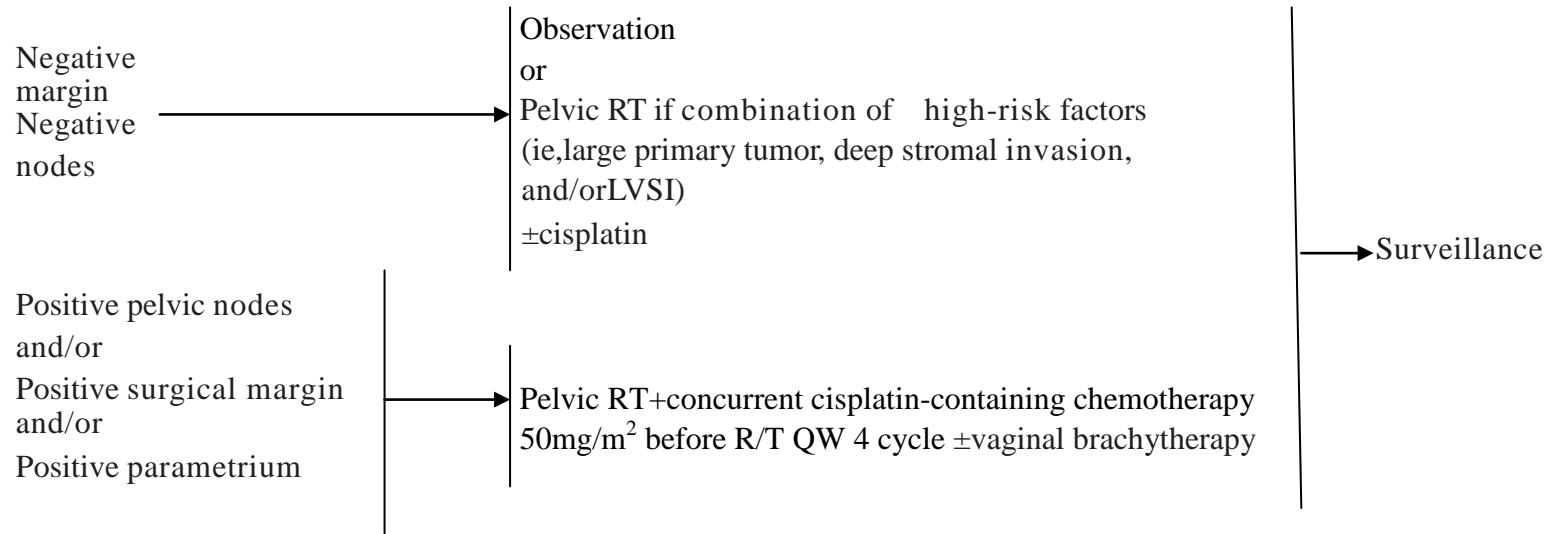 Negative
margin
Negative
nodes
Observation
or
Pelvic RT if combination of high-risk factors
(ie,large primary tumor, deep stromal invasion,
and/orLVSI)
±cisplatin
Positive pelvic nodes
and/or
Positive surgical margin
and/or
Positive parametrium
Pelvic RT+concurrent cisplatin-containing chemotherapy
50mg/m² before R/T QW 4 cycle ±vaginal brachytherapy
Surveillance